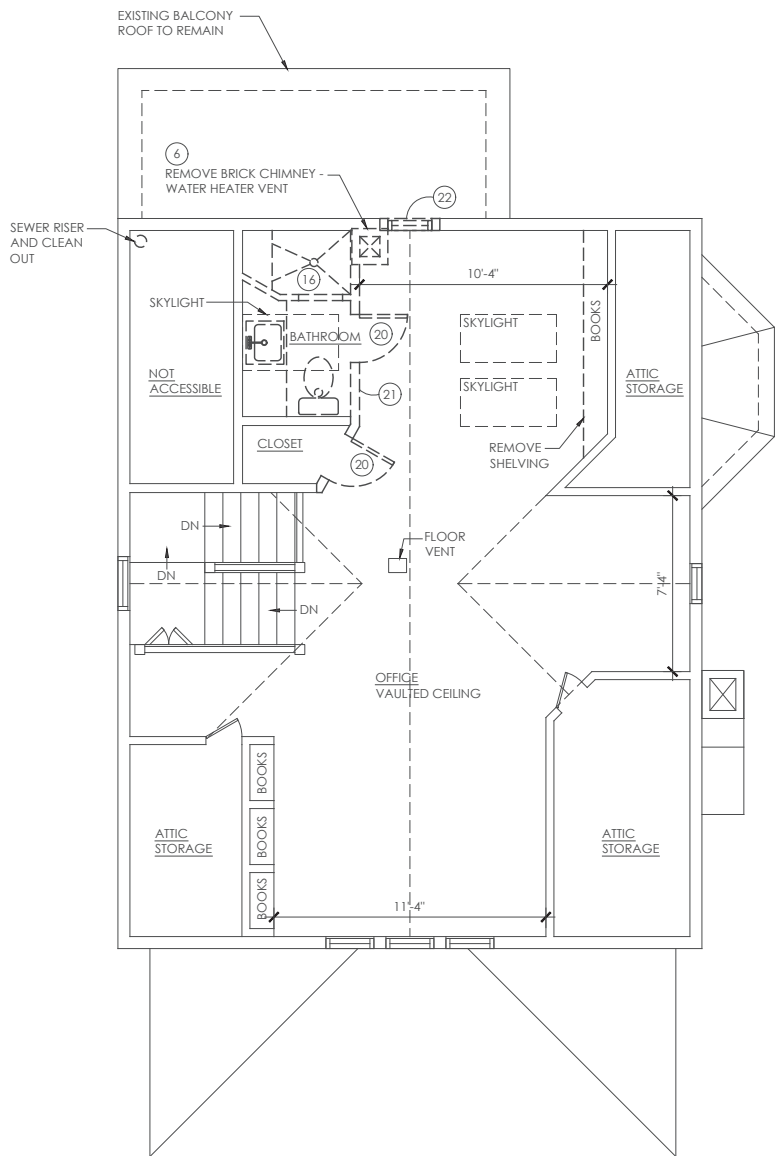 EXISTING BALCONY
ROOF TO REMAIN
6
REMOVE BRICK CHIMNEY -
WATER HEATER VENT
22
SEWER RISER
AND CLEAN
OUT
16
10'-4"
SKYLIGHT
BATHROOM
20
SKYLIGHT
BOOKS
NOT
ACCESSIBLE
SKYLIGHT
ATTIC
STORAGE
21
CLOSET
REMOVE
SHELVING
20
DN
FLOOR
VENT
DN
7'-4"
DN
OFFICE
VAULTED CEILING
BOOKS
ATTIC
STORAGE
BOOKS
ATTIC
STORAGE
BOOKS
11'-4"